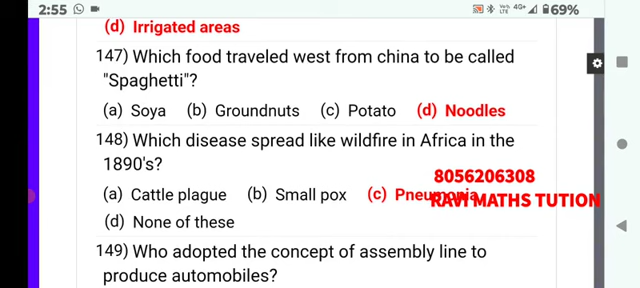 2:55 4G+ 69%
(d) Irrigated areas
147) Which food traveled west from china to be called
"Spaghetti"?
(a) Soya (b) Groundnuts (c) Potato (d) Noodles
148) Which disease spread like wildfire in Africa in the
1890's?
8056206308
(a) Cattle plague (b) Small pox (c) Pneumonia
RAVI MATHS TUTION
(d) None of these
149) Who adopted the concept of assembly line to
produce automobiles?